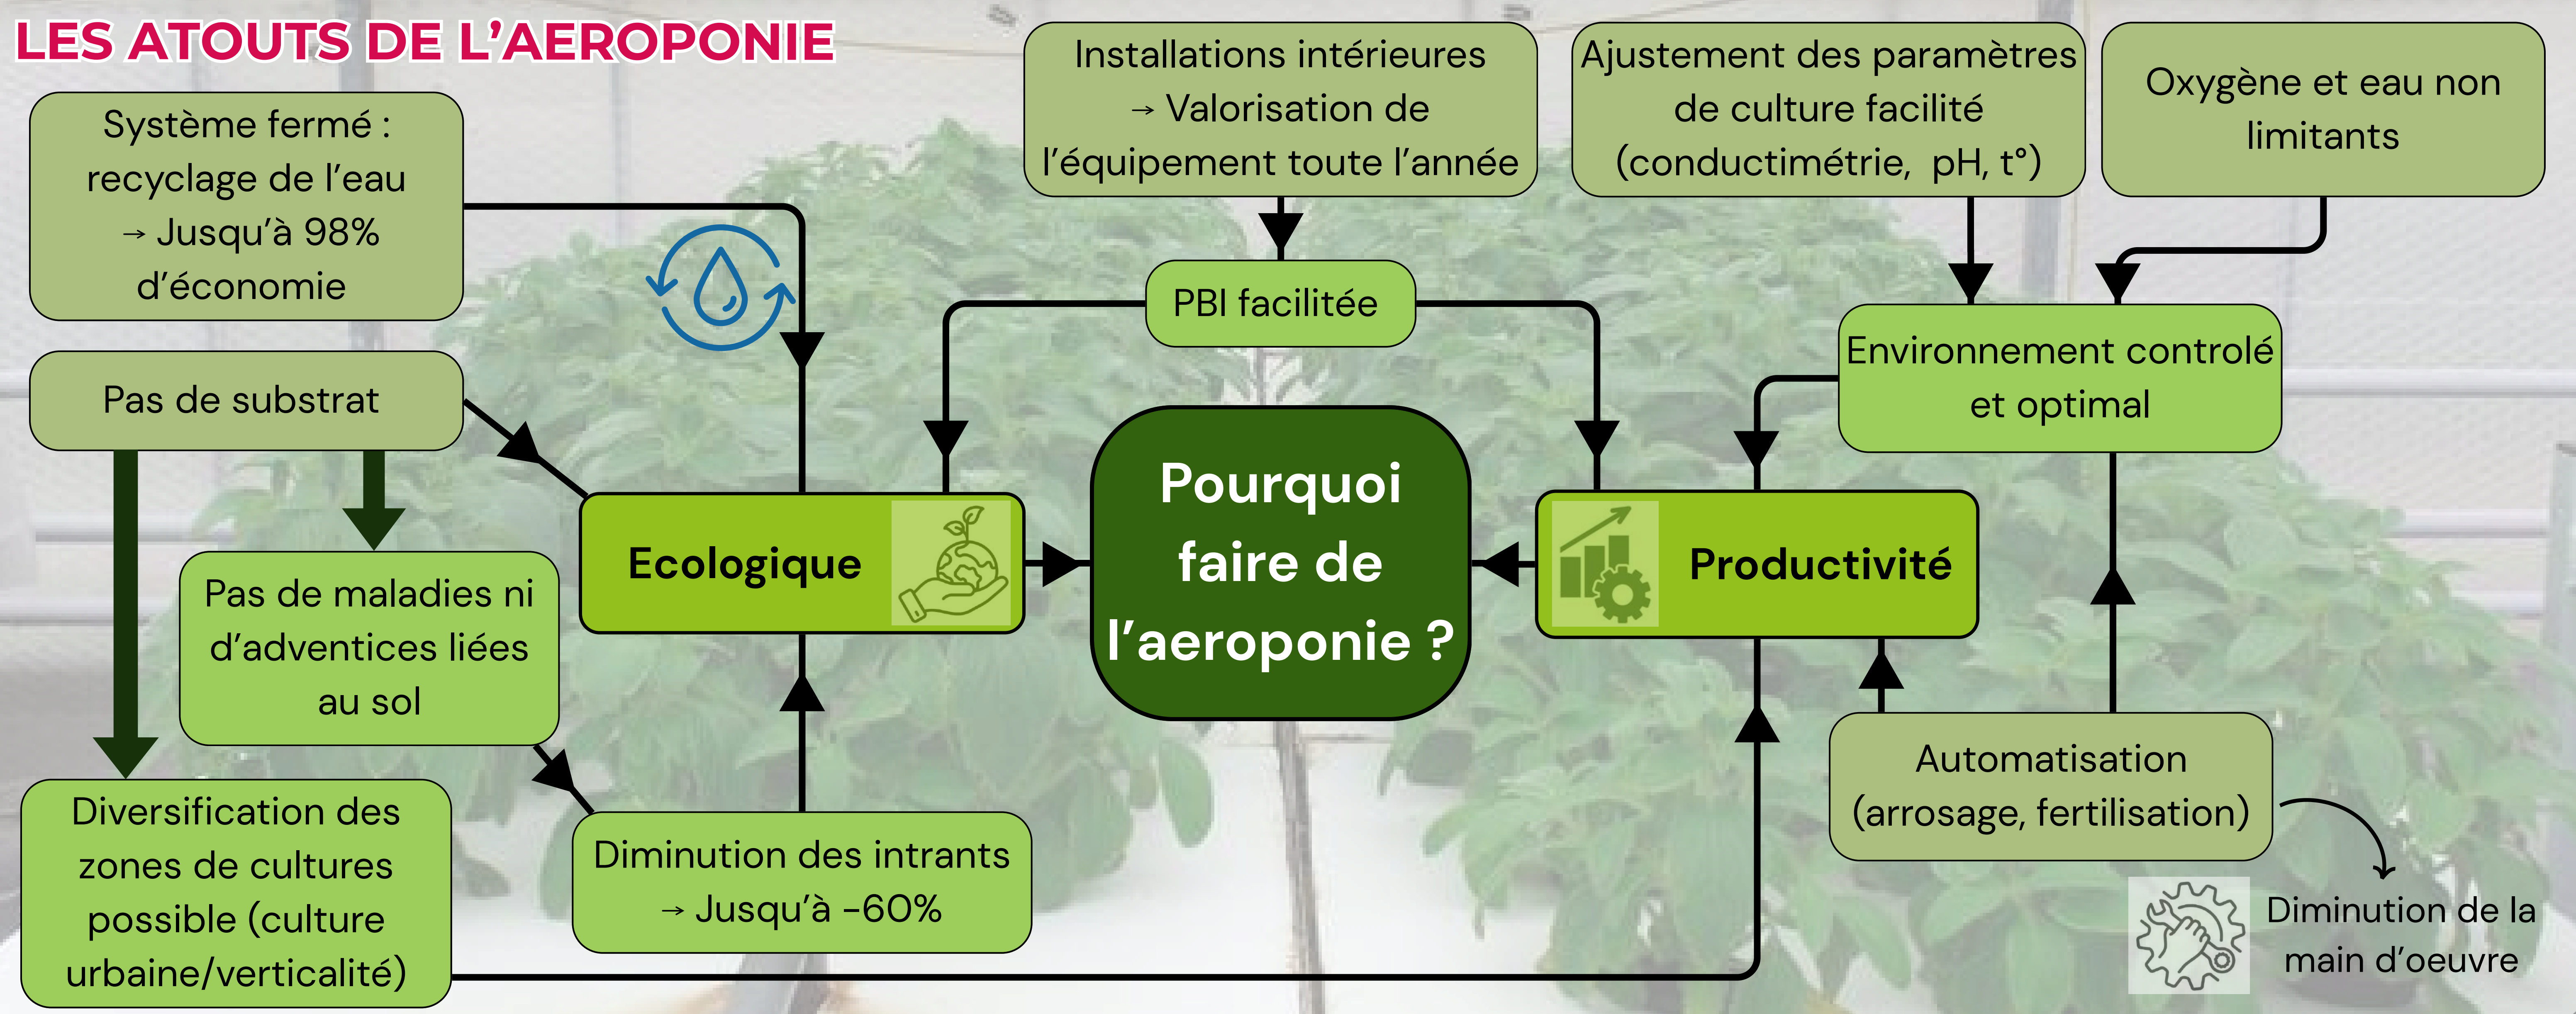 LES ATOUTS DE L'AEROPONIE
Système fermé :
recyclage de l'eau
→ Jusqu'à 98%
d'économie
Installations intérieures
→ Valorisation de
l'équipement toute l'année
Ajustement des paramètres
de culture facilité
(conductimétrie, pH, t°)
Oxygène et eau non
limitants
PBI facilitée
Environnement controlé
et optimal
Pas de substrat
Pourquoi
faire de
l'aeroponie ?
Ecologique
Productivité
Pas de maladies ni
d'adventices liées
au sol
Automatisation
(arrosage, fertilisation)
Diversification des
zones de cultures
possible (culture
urbaine/verticalité)
Diminution des intrants
→ Jusqu'à -60%
Diminution de la
main d'oeuvre